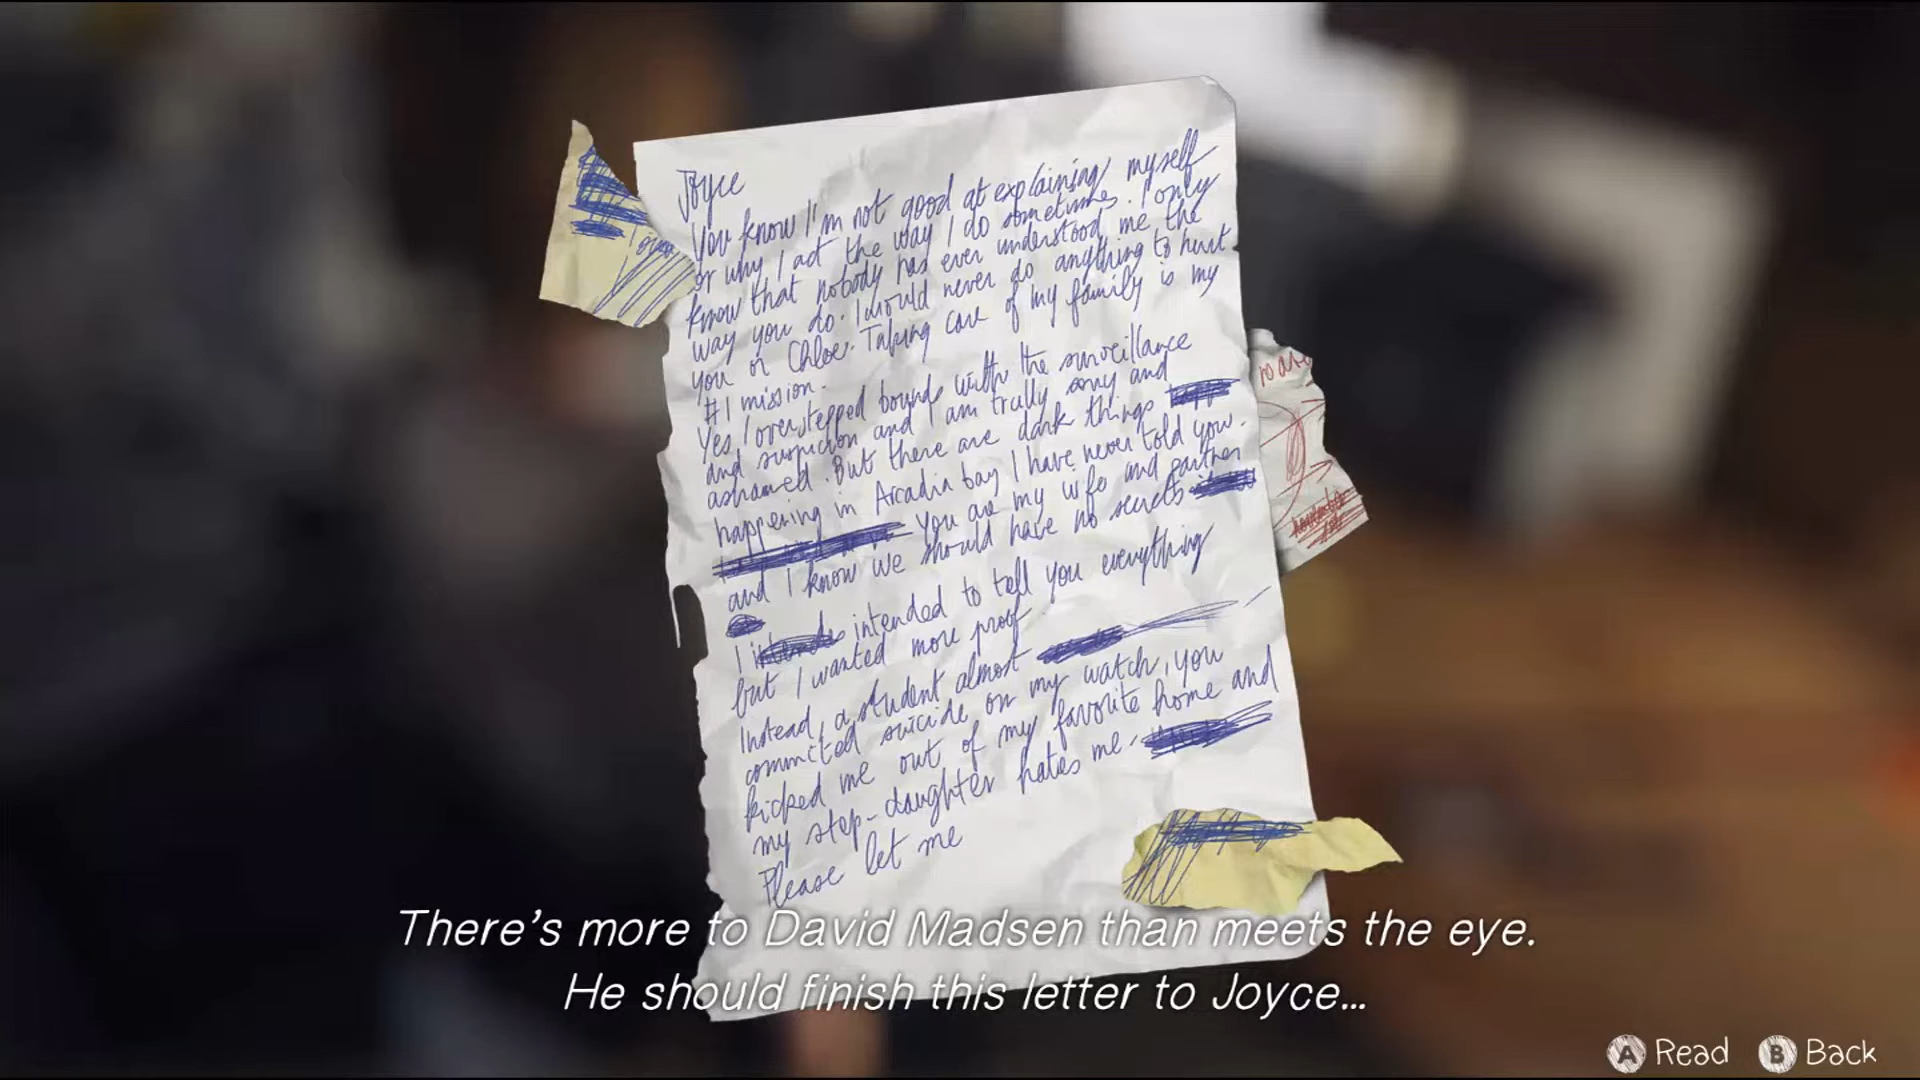 Joyce
You know I'm not good at explaining myself
or why I act the way I do sometimes. I only
know that nobody has ever understood me the
way you do. I would never do anything to hurt
you or Chloe. Taking care of my family is my
#1 mission.
Yes, I overstepped bounds with the surveillance
and suspicion and I am trully sorry and
ashamed. But there are dark things
happening in Arcadia bay I have never told you.
You are my wife and partner
and I know we should have no secrets
I intended to tell you everything
but I wanted more proof
Instead, a student almost
committed suicide on my watch, you
kicked me out of my favorite home and
my step-daughter hates me.
Please let me
There's more to David Madsen than meets the eye.
He should finish this letter to Joyce...
A Read B Back